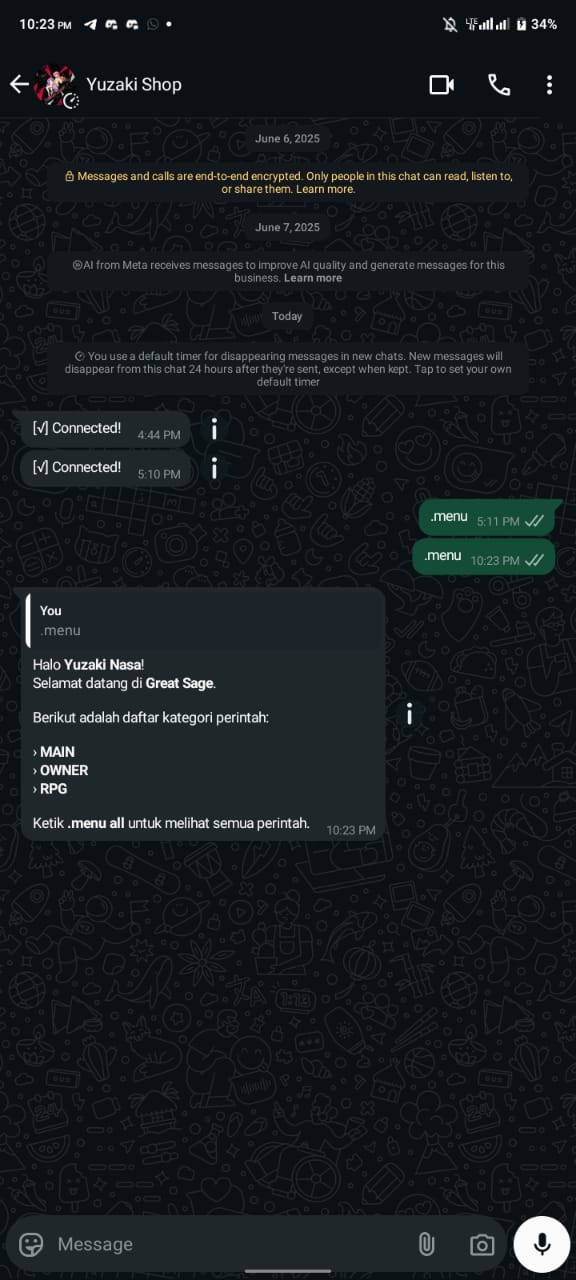 10:23 PM
LTE
34%
Yuzaki Shop
June 6, 2025
Messages and calls are end-to-end encrypted. Only people in this chat can read, listen to,
or share them. Learn more.
June 7, 2025
AI from Meta receives messages to improve AI quality and generate messages for this
business. Learn more
Today
You use a default timer for disappearing messages in new chats. New messages will
disappear from this chat 24 hours after they're sent, except when kept. Tap to set your own
default timer
[√] Connected! 4:44 PM
[√] Connected! 5:10 PM
.menu 5:11 PM
.menu 10:23 PM
You
.menu
Halo Yuzaki Nasa!
Selamat datang di Great Sage.
Berikut adalah daftar kategori perintah:
› MAIN
› OWNER
› RPG
Ketik .menu all untuk melihat semua perintah. 10:23 PM
Message